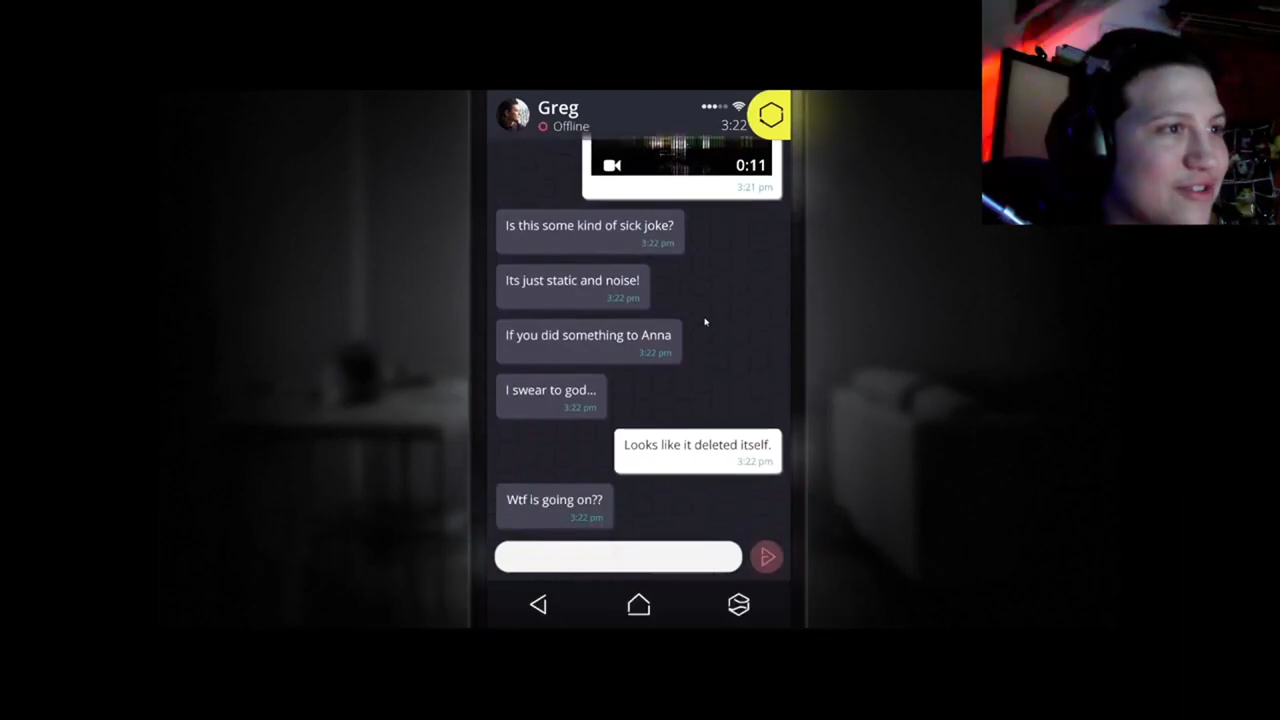 Greg
Offline
3:22
0:11
3:21 pm
Is this some kind of sick joke?
3:22 pm
Its just static and noise!
3:22 pm
If you did something to Anna
3:22 pm
I swear to god...
3:22 pm
Looks like it deleted itself.
3:22 pm
Wtf is going on??
3:22 pm